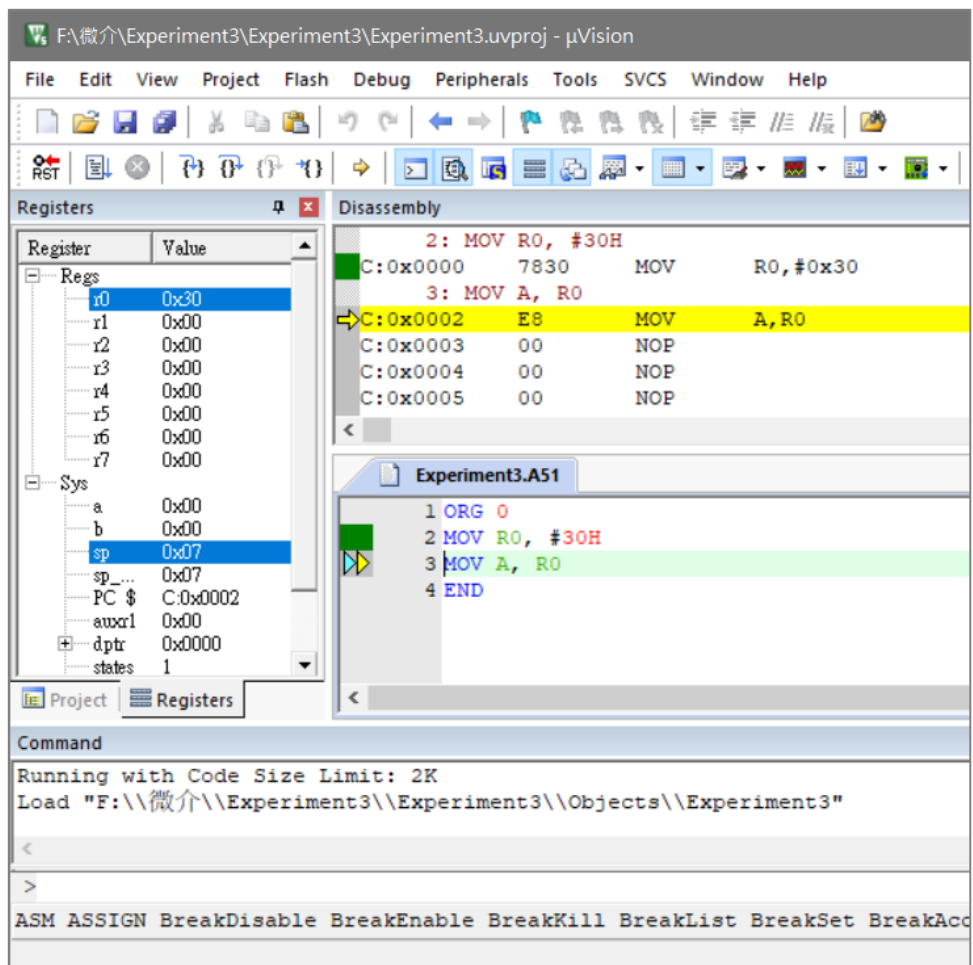 F:\微介\Experiment3\Experiment3\Experiment3.uvproj - µVision
File Edit View Project Flash Debug Peripherals Tools SVCS Window Help
RST
Registers
Register Value
Regs
r0 0x30
r1 0x00
r2 0x00
r3 0x00
r4 0x00
r5 0x00
r6 0x00
r7 0x00
Sys
a 0x00
b 0x00
sp 0x07
sp_... 0x07
PC $ C:0x0002
auxr1 0x00
dptr 0x0000
states 1
Project Registers
Disassembly
2: MOV R0, #30H
C:0x0000 7830 MOV R0,#0x30
3: MOV A, R0
C:0x0002 E8 MOV A,R0
C:0x0003 00 NOP
C:0x0004 00 NOP
C:0x0005 00 NOP
Experiment3.A51
1 ORG 0
2 MOV R0, #30H
3 MOV A, R0
4 END
Command
Running with Code Size Limit: 2K
Load "F:\\微介\\Experiment3\\Experiment3\\Objects\\Experiment3"
>
ASM ASSIGN BreakDisable BreakEnable BreakKill BreakList BreakSet BreakAcc